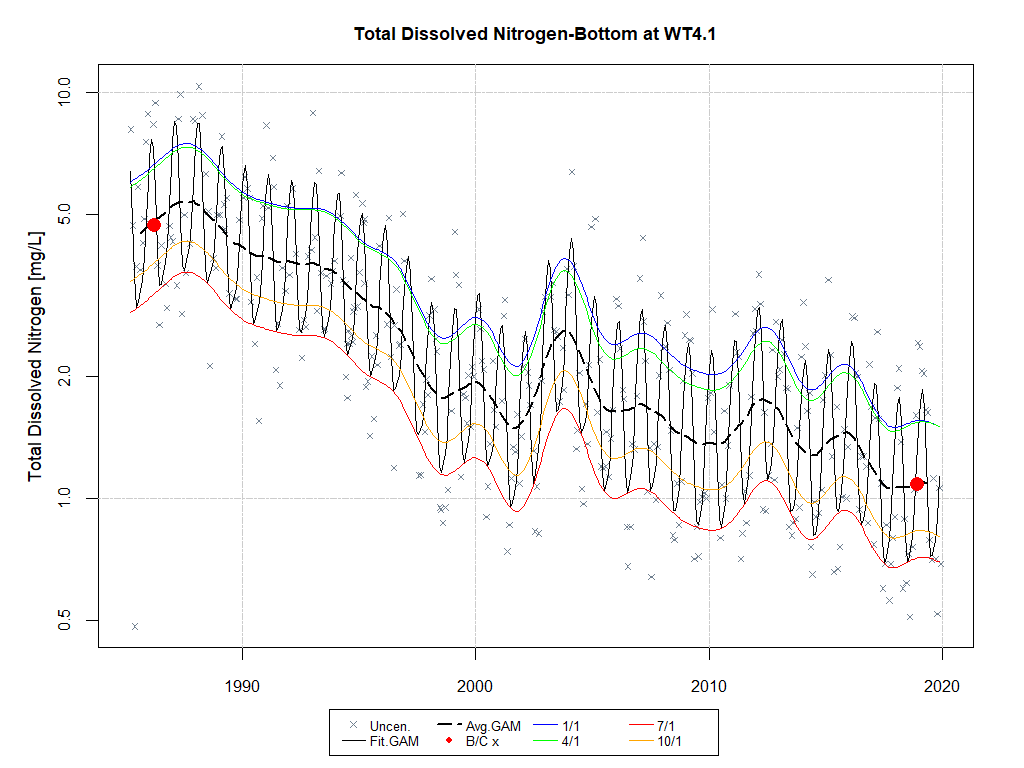 Total Dissolved Nitrogen-Bottom at WT4.1
Total Dissolved Nitrogen [mg/L]
10.0
5.0
2.0
1.0
0.5
1990 2000 2010 2020
Uncen. Avg.GAM 1/1 7/1
Fit.GAM B/C x 4/1 10/1